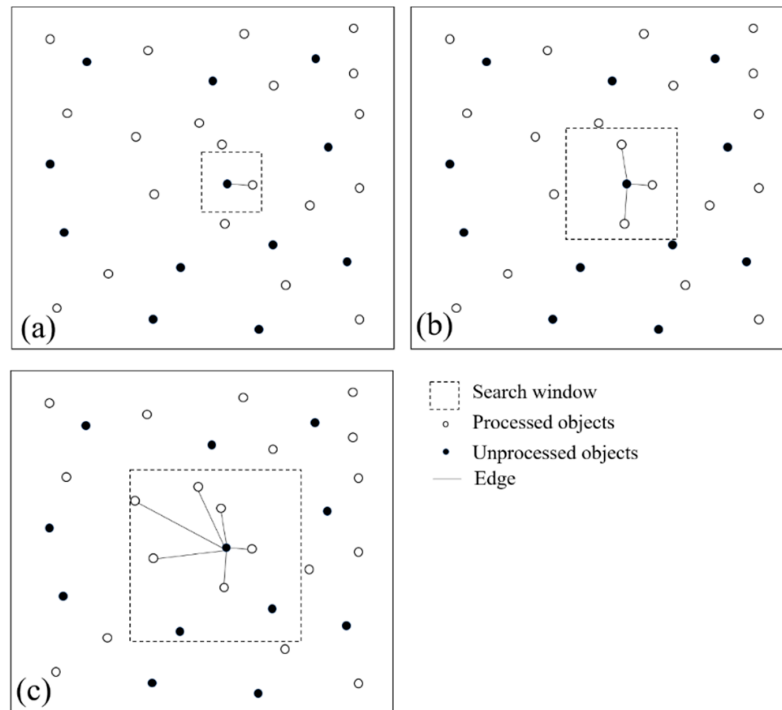 (a)
(b)
(c)
Search window
Processed objects
Unprocessed objects
Edge